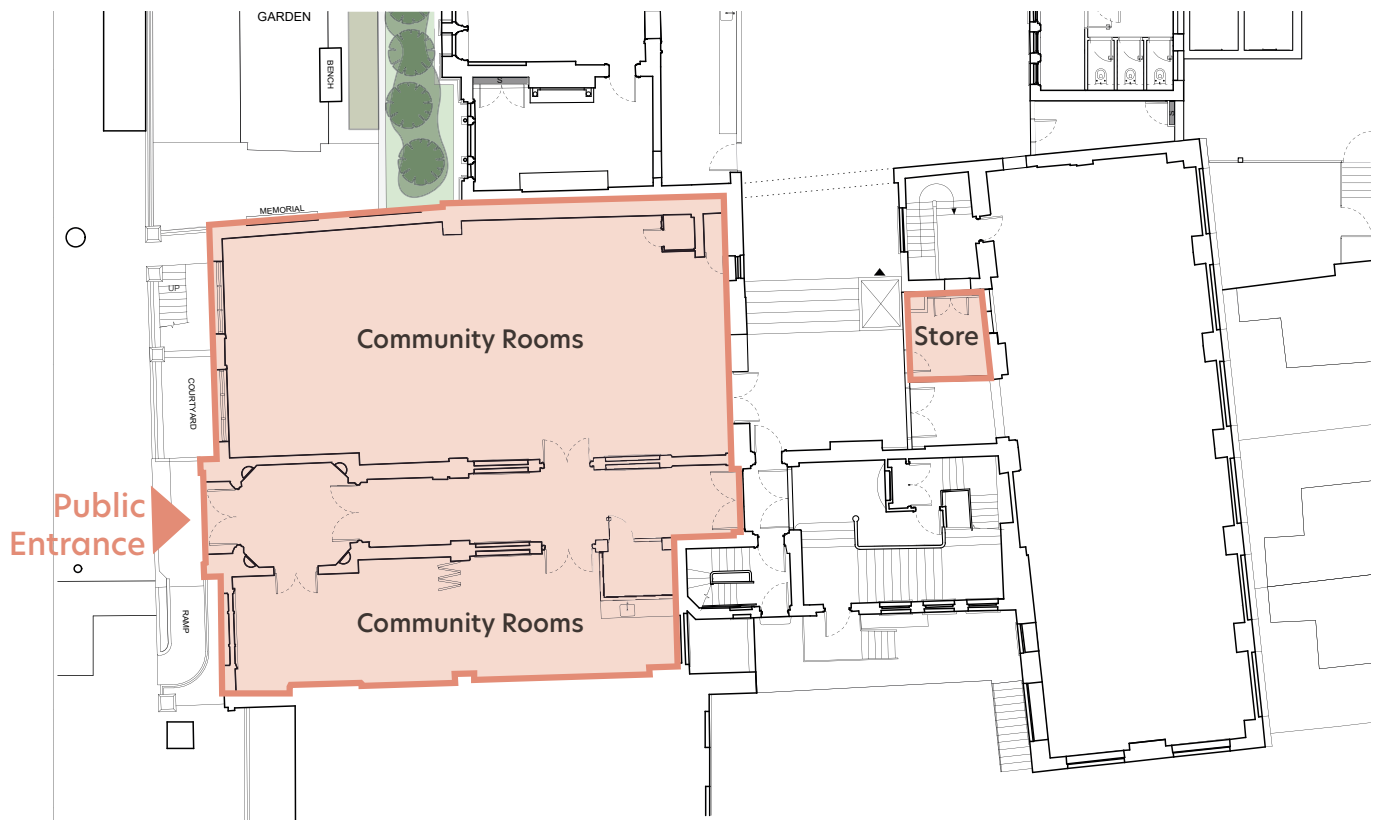 GARDEN
BENCH
S
MEMORIAL
UP
Community Rooms
Store
COURTYARD
Public
Entrance
RAMP
Community Rooms